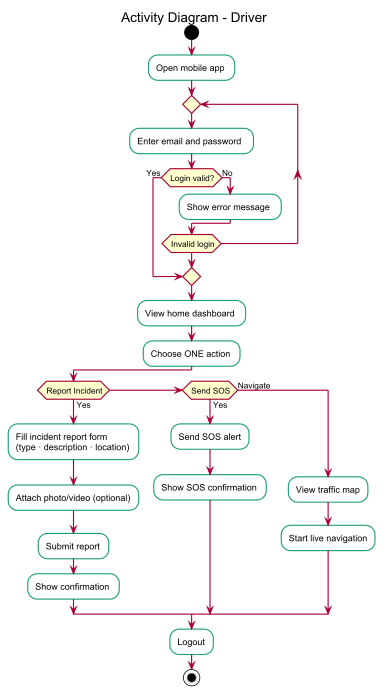 Activity Diagram - Driver
Open mobile app
Enter email and password
Yes
Login valid?
No
Show error message
Invalid login
View home dashboard
Choose ONE action
Report Incident
Send SOS
Navigate
Yes
Yes
Fill incident report form
(type · description · location)
Send SOS alert
Attach photo/video (optional)
Show SOS confirmation
View traffic map
Submit report
Start live navigation
Show confirmation
Logout